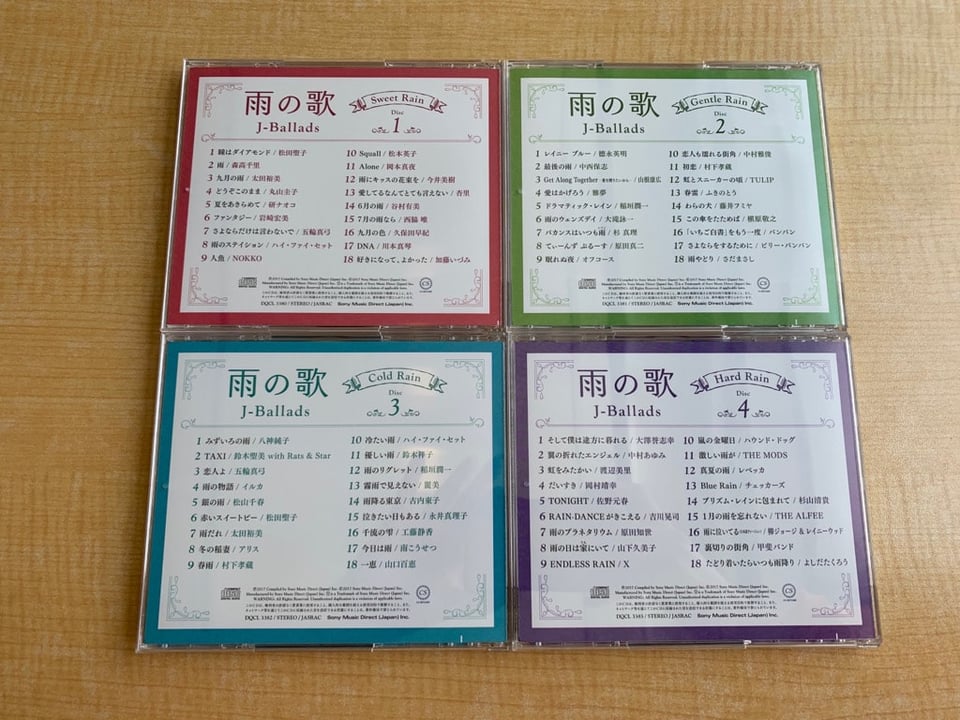 雨の歌
J-Ballads
Sweet Rain
Disc
1
1 瞳はダイアモンド / 松田聖子
2 雨 / 森高千里
3 九月の雨 / 太田裕美
4 どうぞこのまま / 丸山圭子
5 夏をあきらめて / 研ナオコ
6 ファンタジー / 岩崎宏美
7 さよならだけは言わないで / 五輪真弓
8 雨のステイション / ハイ・ファイ・セット
9 人魚 / NOKKO
10 Squall / 松本英子
11 Alone / 岡本真夜
12 雨にキッスの花束を / 今井美樹
13 愛してるなんてとても言えない / 杏里
14 6月の雨 / 谷村有美
15 7月の雨なら / 西脇 唯
16 九月の色 / 久保田早紀
17 DNA / 川本真琴
18 好きになって、よかった / 加藤いづみ
DQCL 3380 / STEREO / JASRAC Sony Music Direct (Japan) Inc.
雨の歌
J-Ballads
Gentle Rain
Disc
2
1 レイニー ブルー / 徳永英明
2 最後の雨 / 中西保志
3 Get Along Together / 山根康広
4 愛はかげろう / 雅夢
5 ドラマティック・レイン / 稲垣潤一
6 雨のウェンズデイ / 大滝詠一
7 バカンスはいつも雨 / 杉 真理
8 てぃーんず ぶるーす / 原田真二
9 眠れぬ夜 / オフコース
10 恋人も濡れる街角 / 中村雅俊
11 初恋 / 村下孝蔵
12 虹とスニーカーの頃 / TULIP
13 春雷 / ふきのとう
14 わらの犬 / 藤井フミヤ
15 この傘をたためば / 槇原敬之
16 「いちご白書」をもう一度 / バンバン
17 さよならをするために / ビリー・バンバン
18 雨やどり / さだまさし
DQCL 3381 / STEREO / JASRAC Sony Music Direct (Japan) Inc.
雨の歌
J-Ballads
Cold Rain
Disc
3
1 みずいろの雨 / 八神純子
2 TAXI / 鈴木聖美 with Rats & Star
3 恋人よ / 五輪真弓
4 雨の物語 / イルカ
5 銀の雨 / 松山千春
6 赤いスイートピー / 松田聖子
7 雨だれ / 太田裕美
8 冬の稲妻 / アリス
9 春雨 / 村下孝蔵
10 冷たい雨 / ハイ・ファイ・セット
11 優しい雨 / 鈴木祥子
12 雨のリグレット / 稲垣潤一
13 霧雨で見えない / 麗美
14 雨降る東京 / 古内東子
15 泣きたい日もある / 永井真理子
16 千流の雫 / 工藤静香
17 今日は雨 / 南こうせつ
18 一恵 / 山口百恵
DQCL 3382 / STEREO / JASRAC Sony Music Direct (Japan) Inc.
雨の歌
J-Ballads
Hard Rain
Disc
4
1 そして僕は途方に暮れる / 大澤誉志幸
2 翼の折れたエンジェル / 中村あゆみ
3 虹をみたかい / 渡辺美里
4 だいすき / 岡村靖幸
5 TONIGHT / 佐野元春
6 RAIN-DANCEがきこえる / 吉川晃司
7 雨のプラネタリウム / 原田知世
8 雨の日は家にいて / 山下久美子
9 ENDLESS RAIN / X
10 嵐の金曜日 / ハウンド・ドッグ
11 激しい雨が / THE MODS
12 真夏の雨 / レベッカ
13 Blue Rain / チェッカーズ
14 プリズム・レインに包まれて / 杉山清貴
15 1月の雨を忘れない / THE ALFEE
16 雨に泣いてる / 柳ジョージ & レイニーウッド
17 裏切りの街角 / 甲斐バンド
18 たどり着いたらいつも雨降り / よしだたくろう
DQCL 3383 / STEREO / JASRAC Sony Music Direct (Japan) Inc.